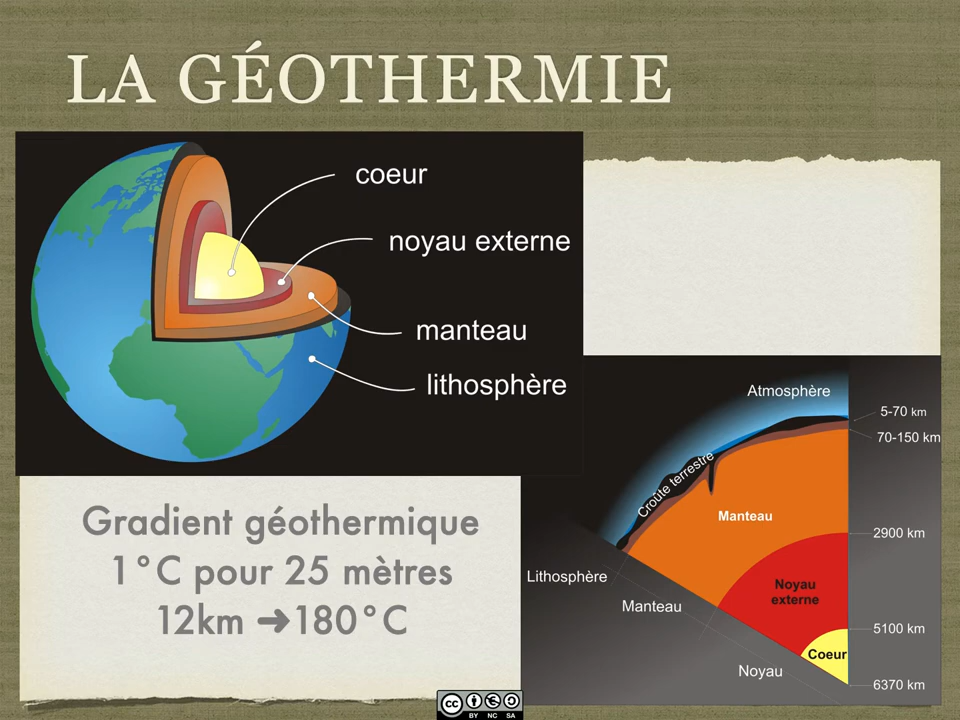 LA GÉOTHERMIE
coeur
noyau externe
manteau
lithosphère
Gradient géothermique
1°C pour 25 mètres
12km ➜180°C
Atmosphère
5-70 km
70-150 km
Croûte terrestre
Manteau
2900 km
Lithosphère
Noyau
externe
Manteau
5100 km
Coeur
Noyau
6370 km
cc
BY NC SA